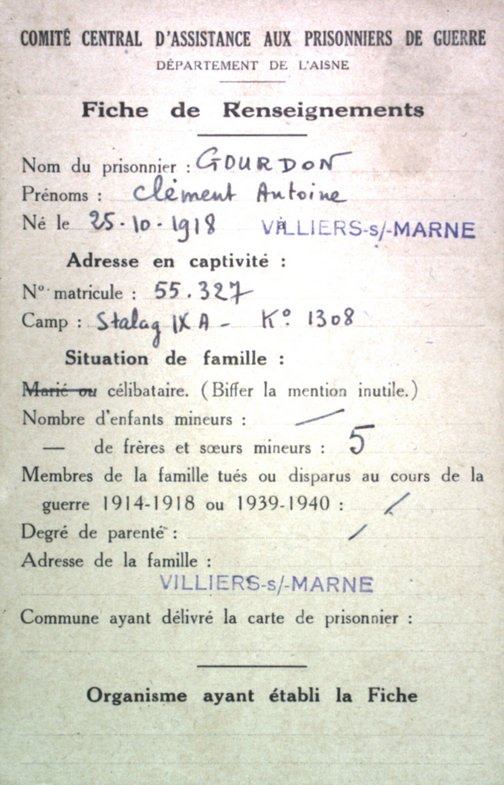 COMITÉ CENTRAL D'ASSISTANCE AUX PRISONNIERS DE GUERRE
DÉPARTEMENT DE L'AISNE
Fiche de Renseignements
Nom du prisonnier : GOURDON
Prénoms : Clément Antoine
Né le 25-10-1918 à VILLIERS-s/-MARNE
Adresse en captivité :
N° matricule : 55.327
Camp : Stalag IX A - K° 1308
Situation de famille :
Marié ou célibataire. (Biffer la mention inutile.)
Nombre d'enfants mineurs : /
— de frères et sœurs mineurs : 5
Membres de la famille tués ou disparus au cours de la
guerre 1914-1918 ou 1939-1940 : /
Degré de parenté : /
Adresse de la famille :
VILLIERS-s/-MARNE
Commune ayant délivré la carte de prisonnier :
Organisme ayant établi la Fiche